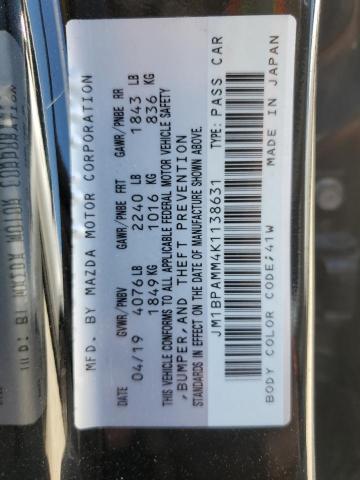 MFD. BY MAZDA MOTOR CORPORATION
DATE GVWR/PNBV GAWR/PNBE FRT GAWR/PNBE RR
04/19 4076 LB 2240 LB 1843 LB
1849 KG 1016 KG 836 KG
THIS VEHICLE CONFORMS TO ALL APPLICABLE FEDERAL MOTOR VEHICLE SAFETY
,BUMPER,AND THEFT PREVENTION
STANDARDS IN EFFECT ON THE DATE OF MANUFACTURE SHOWN ABOVE.
JM1BPAMM4K1138631 TYPE: PASS CAR
BODY COLOR CODE;41W MADE IN JAPAN